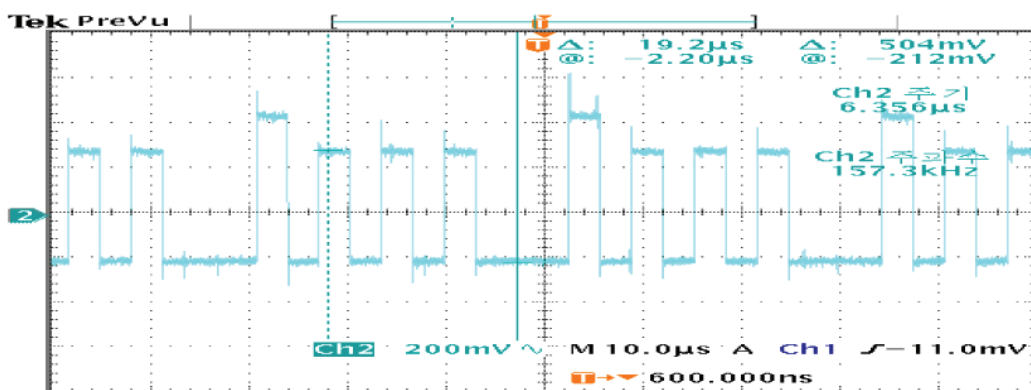 Tek PreVu
T
T
Δ: 19.2µs Δ: 504mV
@: −2.20µs @: −212mV
Ch2 주기
6.356µs
Ch2 주파수
157.3kHz
2
Ch2 200mV∿ M 10.0µs A Ch1 ƒ −11.0mV
T→▼ 600.000ns